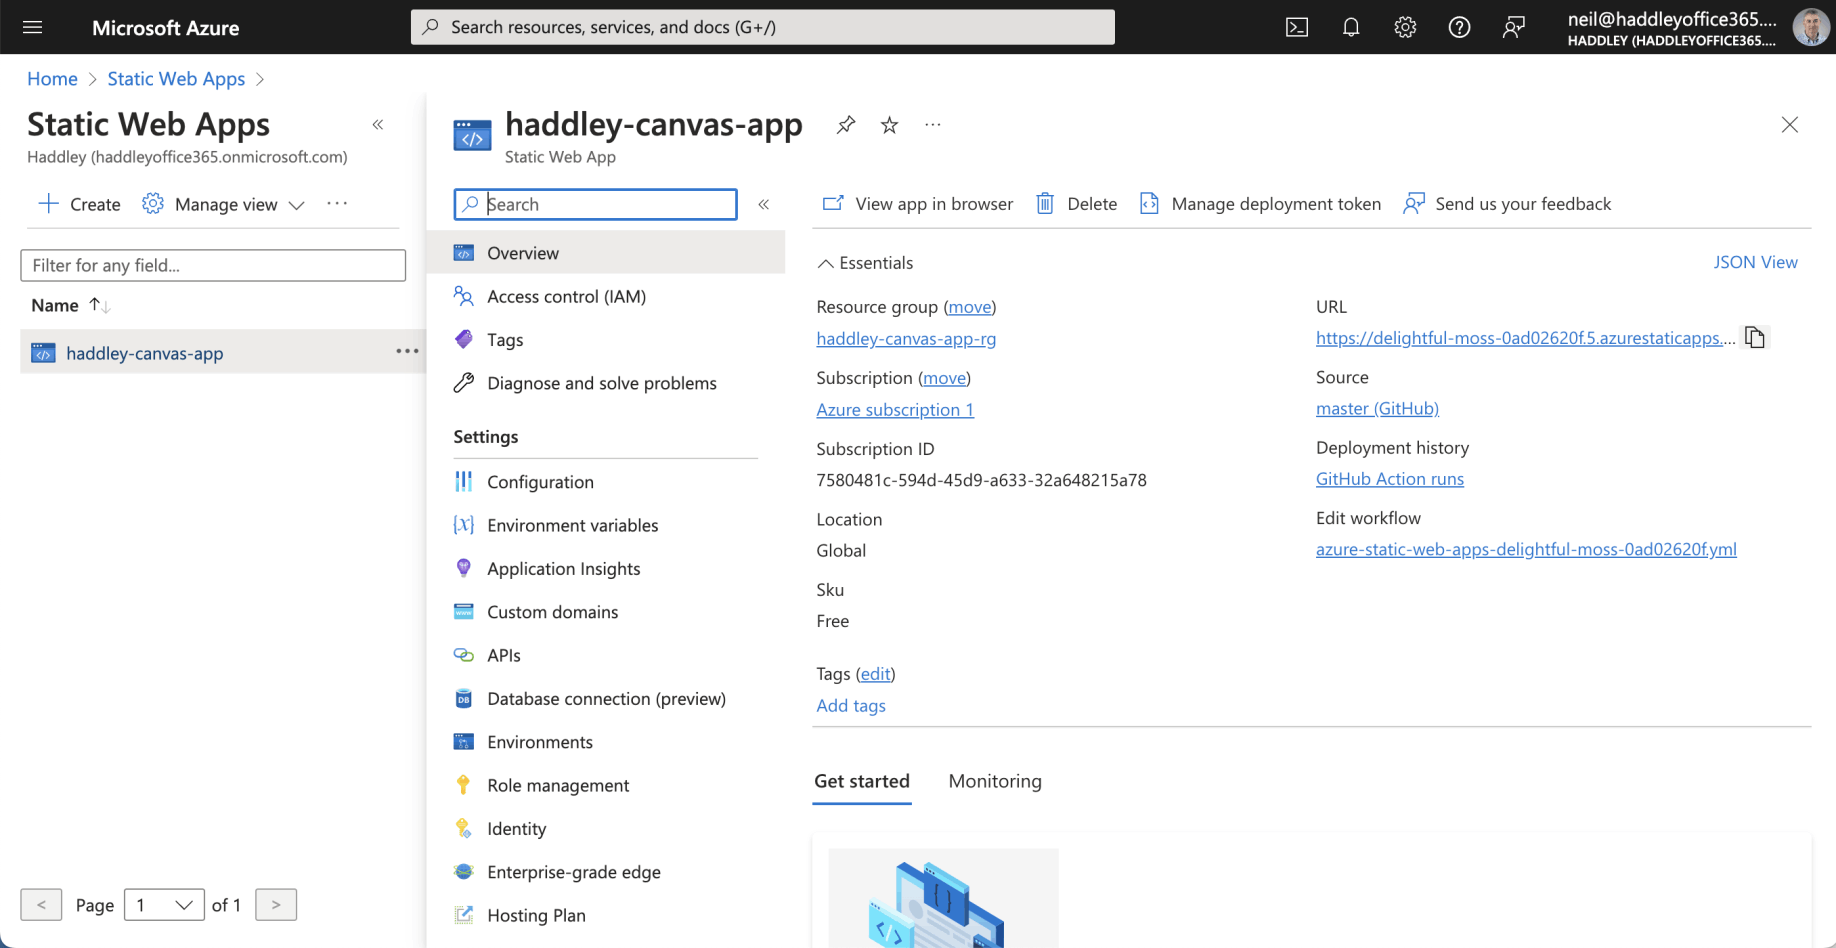 Microsoft Azure
Search resources, services, and docs (G+/)
neil@haddleyoffice365....
HADDLEY (HADDLEYOFFICE365....
Home > Static Web Apps >
Static Web Apps
Haddley (haddleyoffice365.onmicrosoft.com)
Create
Manage view
Filter for any field...
Name
haddley-canvas-app
Page 1 of 1
haddley-canvas-app
Static Web App
Search
Overview
Access control (IAM)
Tags
Diagnose and solve problems
Settings
Configuration
Environment variables
Application Insights
Custom domains
APIs
Database connection (preview)
Environments
Role management
Identity
Enterprise-grade edge
Hosting Plan
View app in browser
Delete
Manage deployment token
Send us your feedback
Essentials
JSON View
Resource group (move)
haddley-canvas-app-rg
Subscription (move)
Azure subscription 1
Subscription ID
7580481c-594d-45d9-a633-32a648215a78
Location
Global
Sku
Free
Tags (edit)
Add tags
URL
https://delightful-moss-0ad02620f.5.azurestaticapps....
Source
master (GitHub)
Deployment history
GitHub Action runs
Edit workflow
azure-static-web-apps-delightful-moss-0ad02620f.yml
Get started
Monitoring